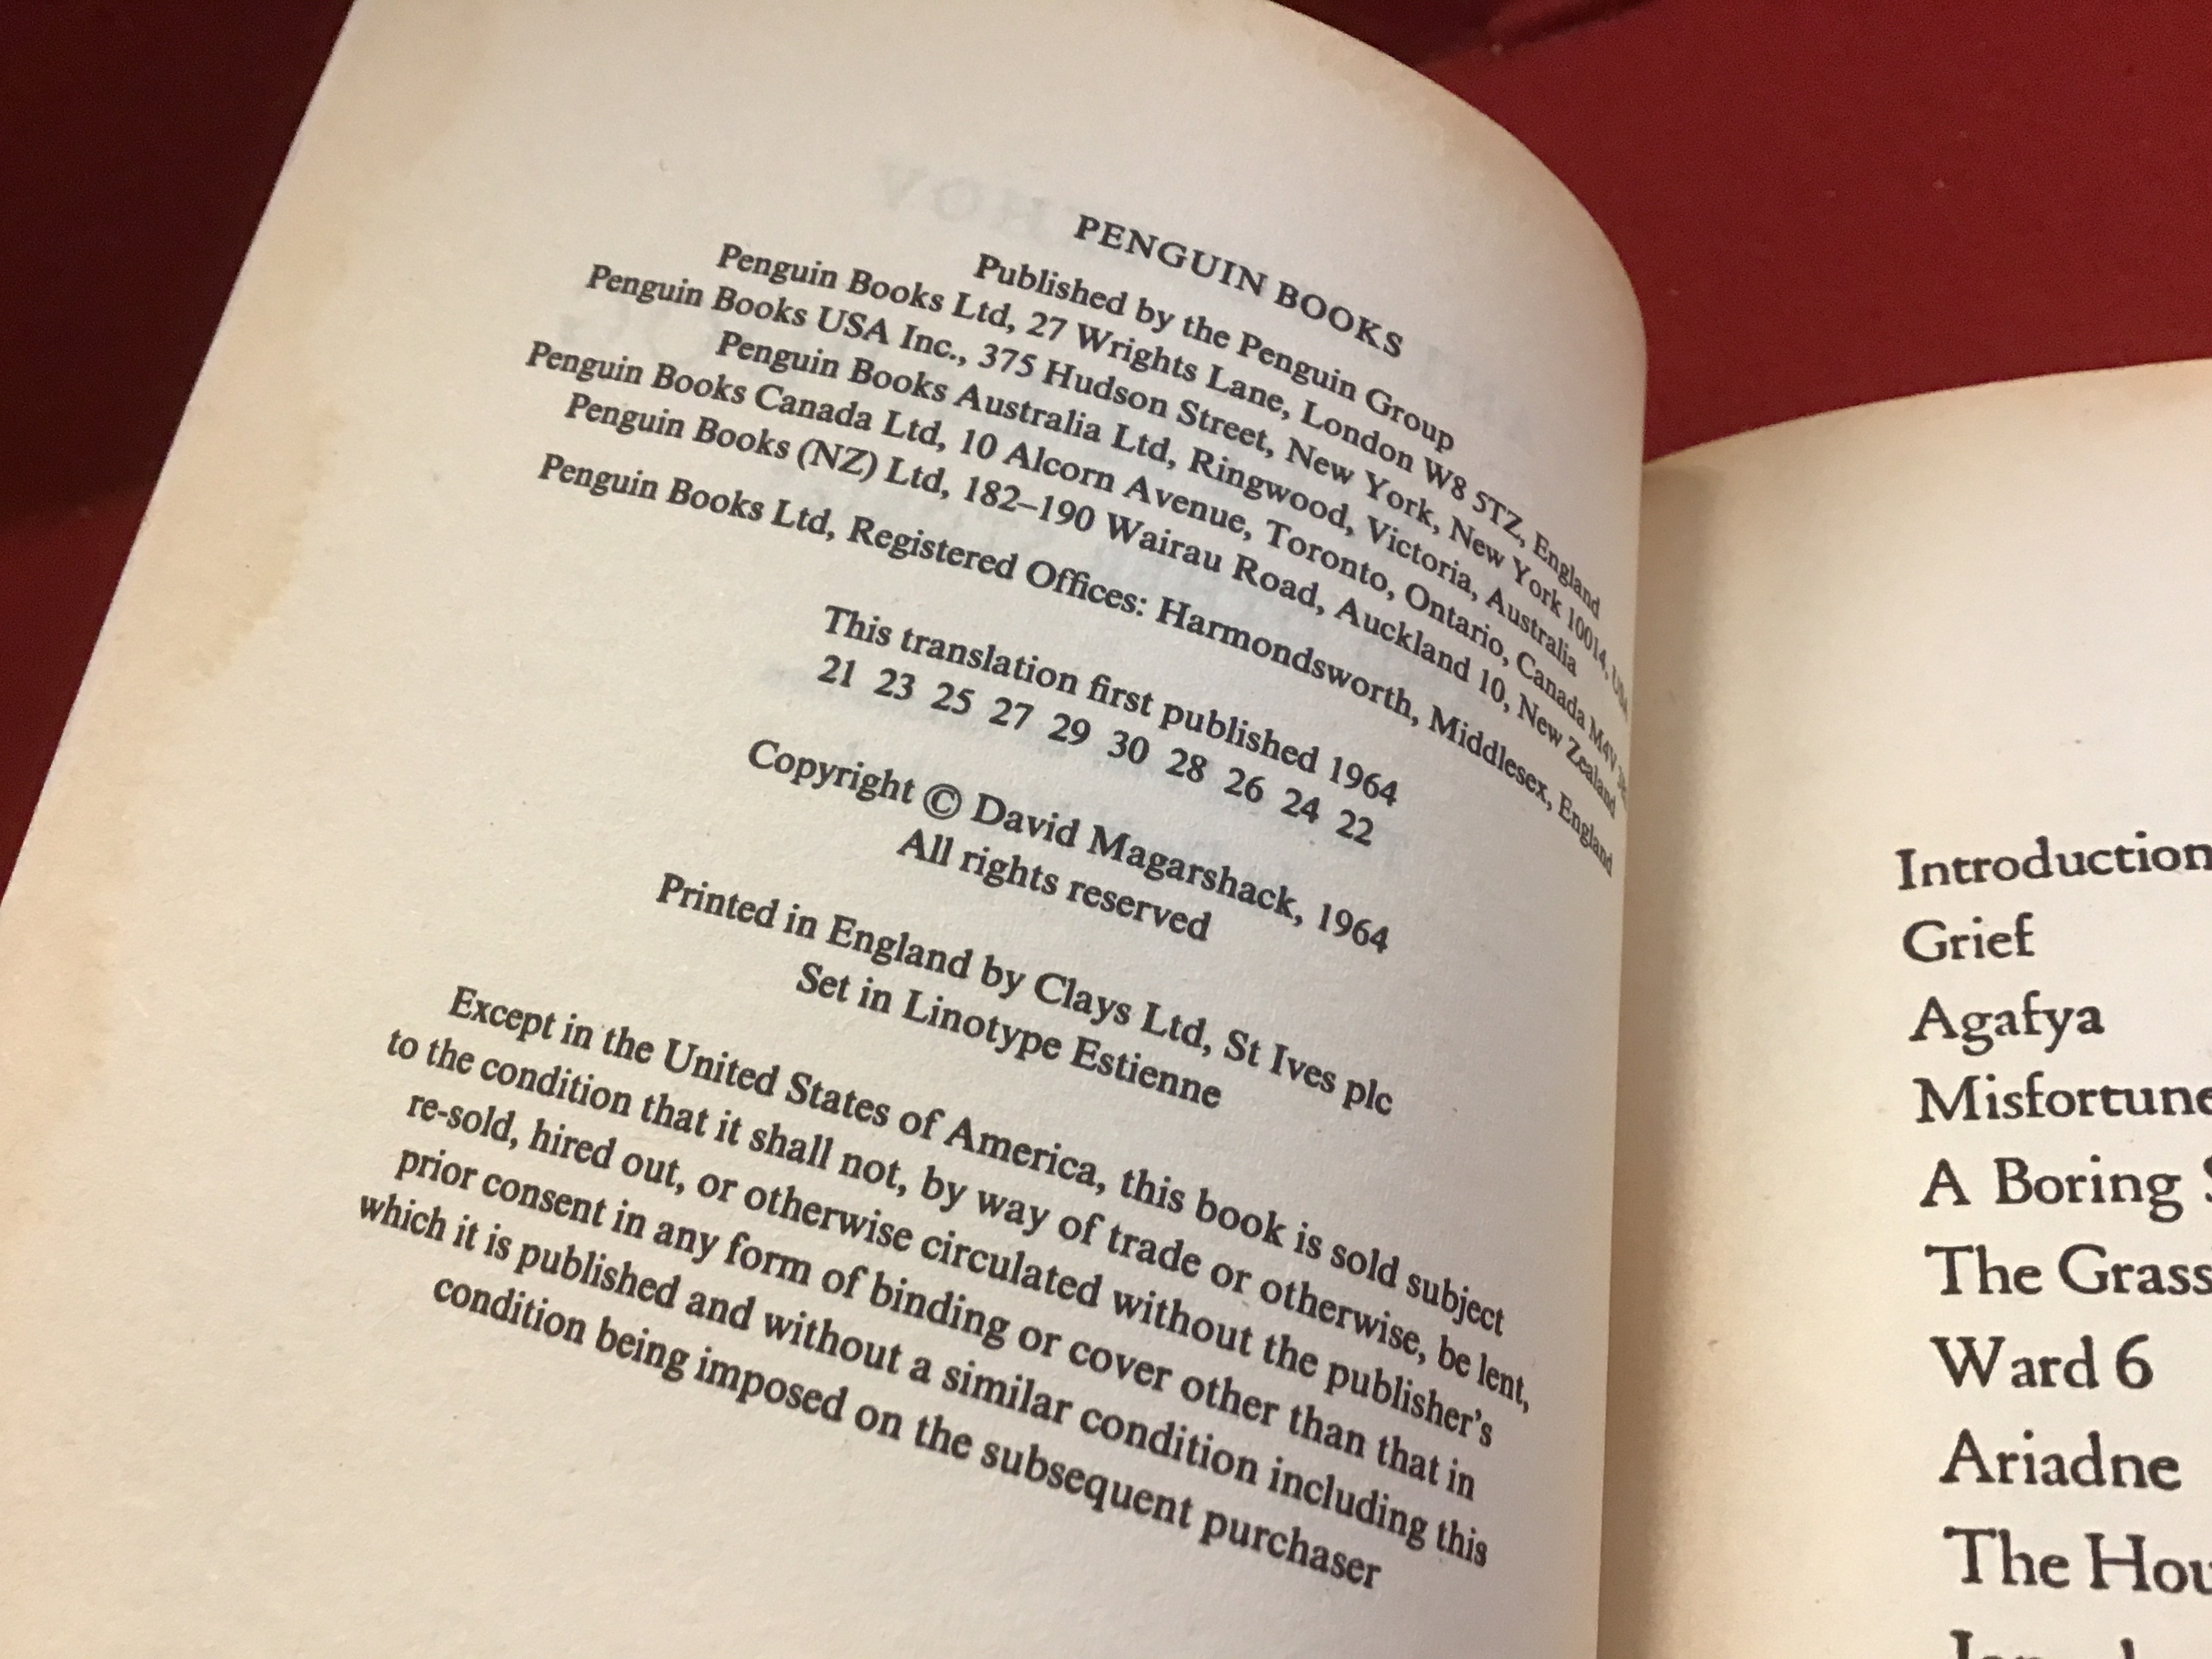 PENGUIN BOOKS
Published by the Penguin Group
Penguin Books Ltd, 27 Wrights Lane, London W8 5TZ, England
Penguin Books USA Inc., 375 Hudson Street, New York, New York 10014, USA
Penguin Books Australia Ltd, Ringwood, Victoria, Australia
Penguin Books Canada Ltd, 10 Alcorn Avenue, Toronto, Ontario, Canada M4V
Penguin Books (NZ) Ltd, 182–190 Wairau Road, Auckland 10, New Zealand
Penguin Books Ltd, Registered Offices: Harmondsworth, Middlesex, England
This translation first published 1964
21 23 25 27 29 30 28 26 24 22
Copyright © David Magarshack, 1964
All rights reserved
Printed in England by Clays Ltd, St Ives plc
Set in Linotype Estienne
Except in the United States of America, this book is sold subject
to the condition that it shall not, by way of trade or otherwise, be lent,
re-sold, hired out, or otherwise circulated without the publisher's
prior consent in any form of binding or cover other than that in
which it is published and without a similar condition including this
condition being imposed on the subsequent purchaser
Introduction
Grief
Agafya
Misfortune
A Boring
The Grass
Ward 6
Ariadne
The Hou